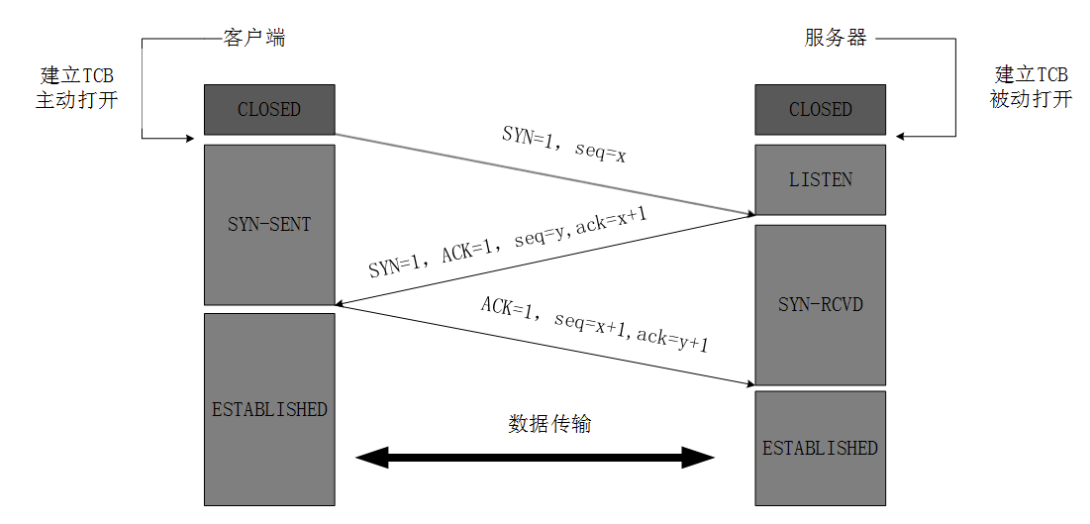 客户端
服务器
建立TCB
主动打开
建立TCB
被动打开
CLOSED
CLOSED
SYN=1, seq=x
LISTEN
SYN-SENT
SYN=1, ACK=1, seq=y,ack=x+1
ACK=1, seq=x+1,ack=y+1
SYN-RCVD
ESTABLISHED
数据传输
ESTABLISHED